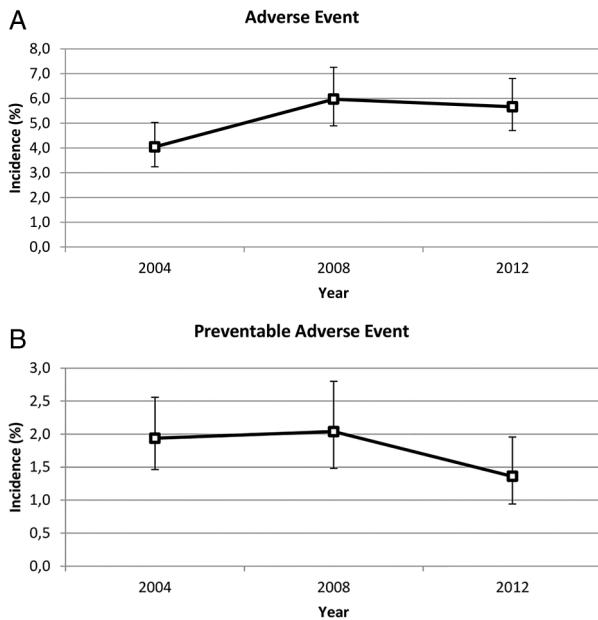 A
Adverse Event
Incidence (%)
8,0
7,0
6,0
5,0
4,0
3,0
2,0
1,0
0,0
2004 2008 2012
Year
B
Preventable Adverse Event
Incidence (%)
3,0
2,5
2,0
1,5
1,0
0,5
0,0
2004 2008 2012
Year